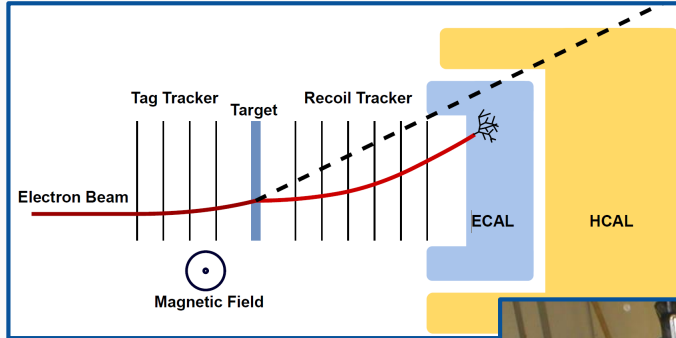 Tag Tracker
Target
Recoil Tracker
Electron Beam
ECAL
HCAL
Magnetic Field